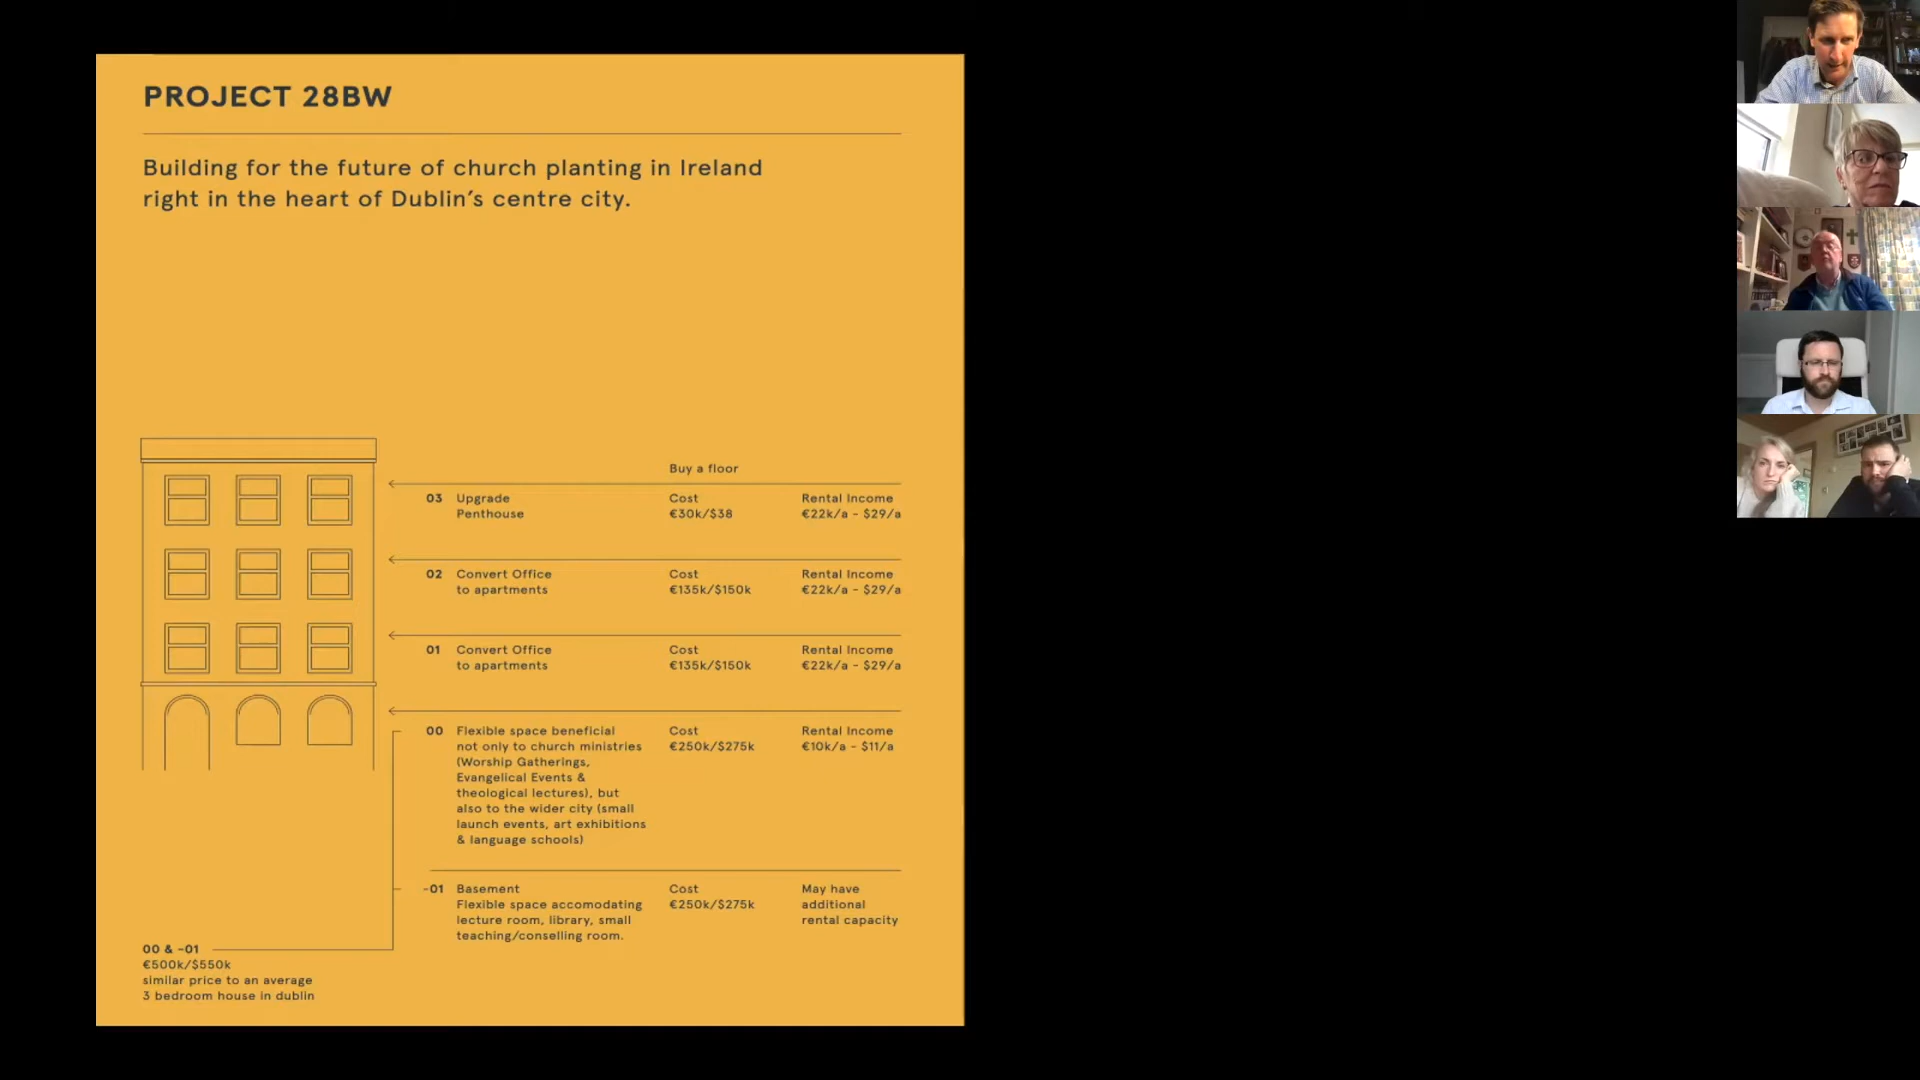 PROJECT 28BW
Building for the future of church planting in Ireland
right in the heart of Dublin's centre city.
Buy a floor
03 Upgrade Penthouse
Cost
€30k/$38
Rental Income
€22k/a - $29/a
02 Convert Office
to apartments
Cost
€135k/$150k
Rental Income
€22k/a - $29/a
01 Convert Office
to apartments
Cost
€135k/$150k
Rental Income
€22k/a - $29/a
00 Flexible space beneficial
not only to church ministries
(Worship Gatherings,
Evangelical Events &
theological lectures), but
also to the wider city (small
launch events, art exhibitions
& language schools)
Cost
€250k/$275k
Rental Income
€10k/a - $11/a
-01 Basement
Flexible space accomodating
lecture room, library, small
teaching/conselling room.
Cost
€250k/$275k
May have
additional
rental capacity
00 & -01
€500k/$550k
similar price to an average
3 bedroom house in dublin